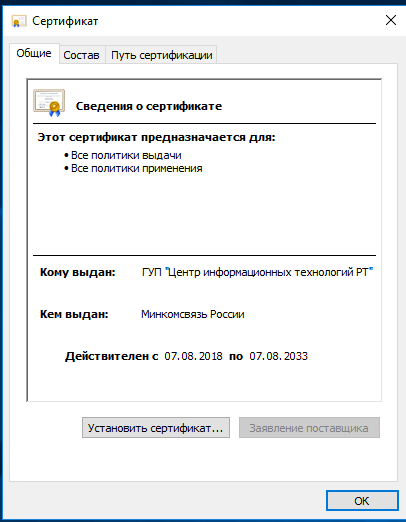 Сертификат
Общие Состав Путь сертификации
Сведения о сертификате
Этот сертификат предназначается для:
• Все политики выдачи
• Все политики применения
Кому выдан: ГУП "Центр информационных технологий РТ"
Кем выдан: Минкомсвязь России
Действителен с 07.08.2018 по 07.08.2033
Установить сертификат... Заявление поставщика
ОК